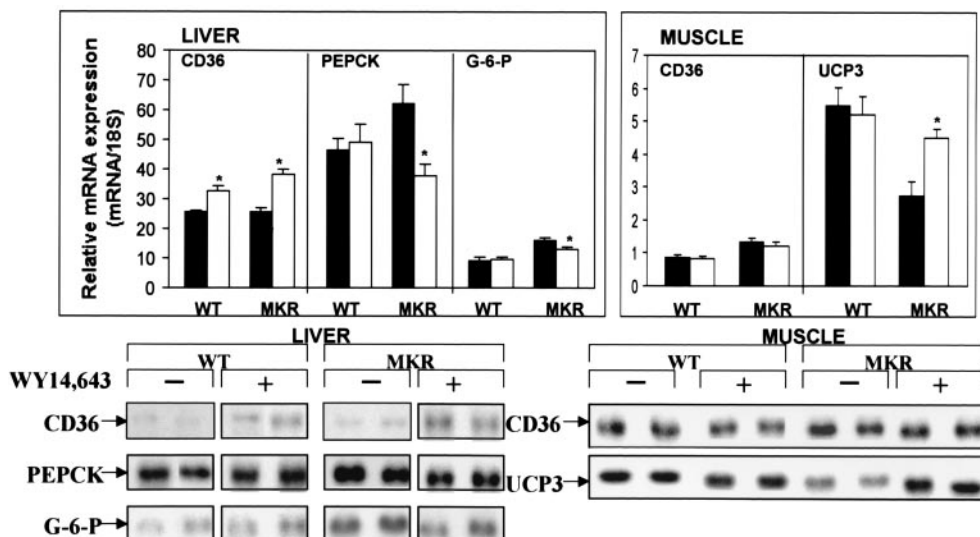 LIVER
CD36 PEPCK G-6-P
Relative mRNA expression
(mRNA/18S)
80
70
60
50
40
30
20
10
0
* * * *
WT MKR WT MKR WT MKR
MUSCLE
CD36 UCP3
7
6
5
4
3
2
1
0
*
WT MKR WT MKR
LIVER
WT MKR
WY14,643 − + − +
CD36
PEPCK
G-6-P
MUSCLE
WT MKR
− + − +
CD36
UCP3